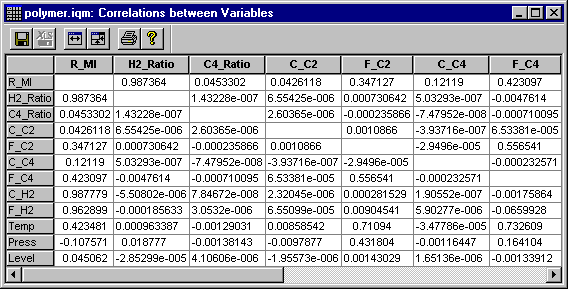 polymer.iqm: Correlations between Variables
R_MI H2_Ratio C4_Ratio C_C2 F_C2 C_C4 F_C4
R_MI 0.987364 0.0453302 0.0426118 0.347127 0.12119 0.423097
H2_Ratio 0.987364 1.43228e-007 6.55425e-006 0.000730642 5.03293e-007 -0.0047614
C4_Ratio 0.0453302 1.43228e-007 2.60365e-006 -0.000235866 -7.47952e-008 -0.000710095
C_C2 0.0426118 6.55425e-006 2.60365e-006 0.0010866 -3.93716e-007 6.53381e-005
F_C2 0.347127 0.000730642 -0.000235866 0.0010866 -2.9496e-005 0.556541
C_C4 0.12119 5.03293e-007 -7.47952e-008 -3.93716e-007 -2.9496e-005 -0.000232571
F_C4 0.423097 -0.0047614 -0.000710095 6.53381e-005 0.556541 -0.000232571
C_H2 0.987779 -5.50802e-006 7.84672e-008 2.32045e-006 0.000281529 1.90552e-007 -0.00175864
F_H2 0.962899 -0.000185633 3.0532e-006 6.55099e-005 0.00904541 5.90277e-006 -0.0659928
Temp 0.423481 0.000963387 -0.00129031 0.00858542 0.71094 -3.47786e-005 0.732609
Press -0.107571 0.018777 -0.00138143 -0.0097877 0.431804 -0.00116447 0.164104
Level 0.045062 -2.85299e-005 4.10606e-006 -1.95573e-006 0.00143029 1.65136e-006 -0.00133912